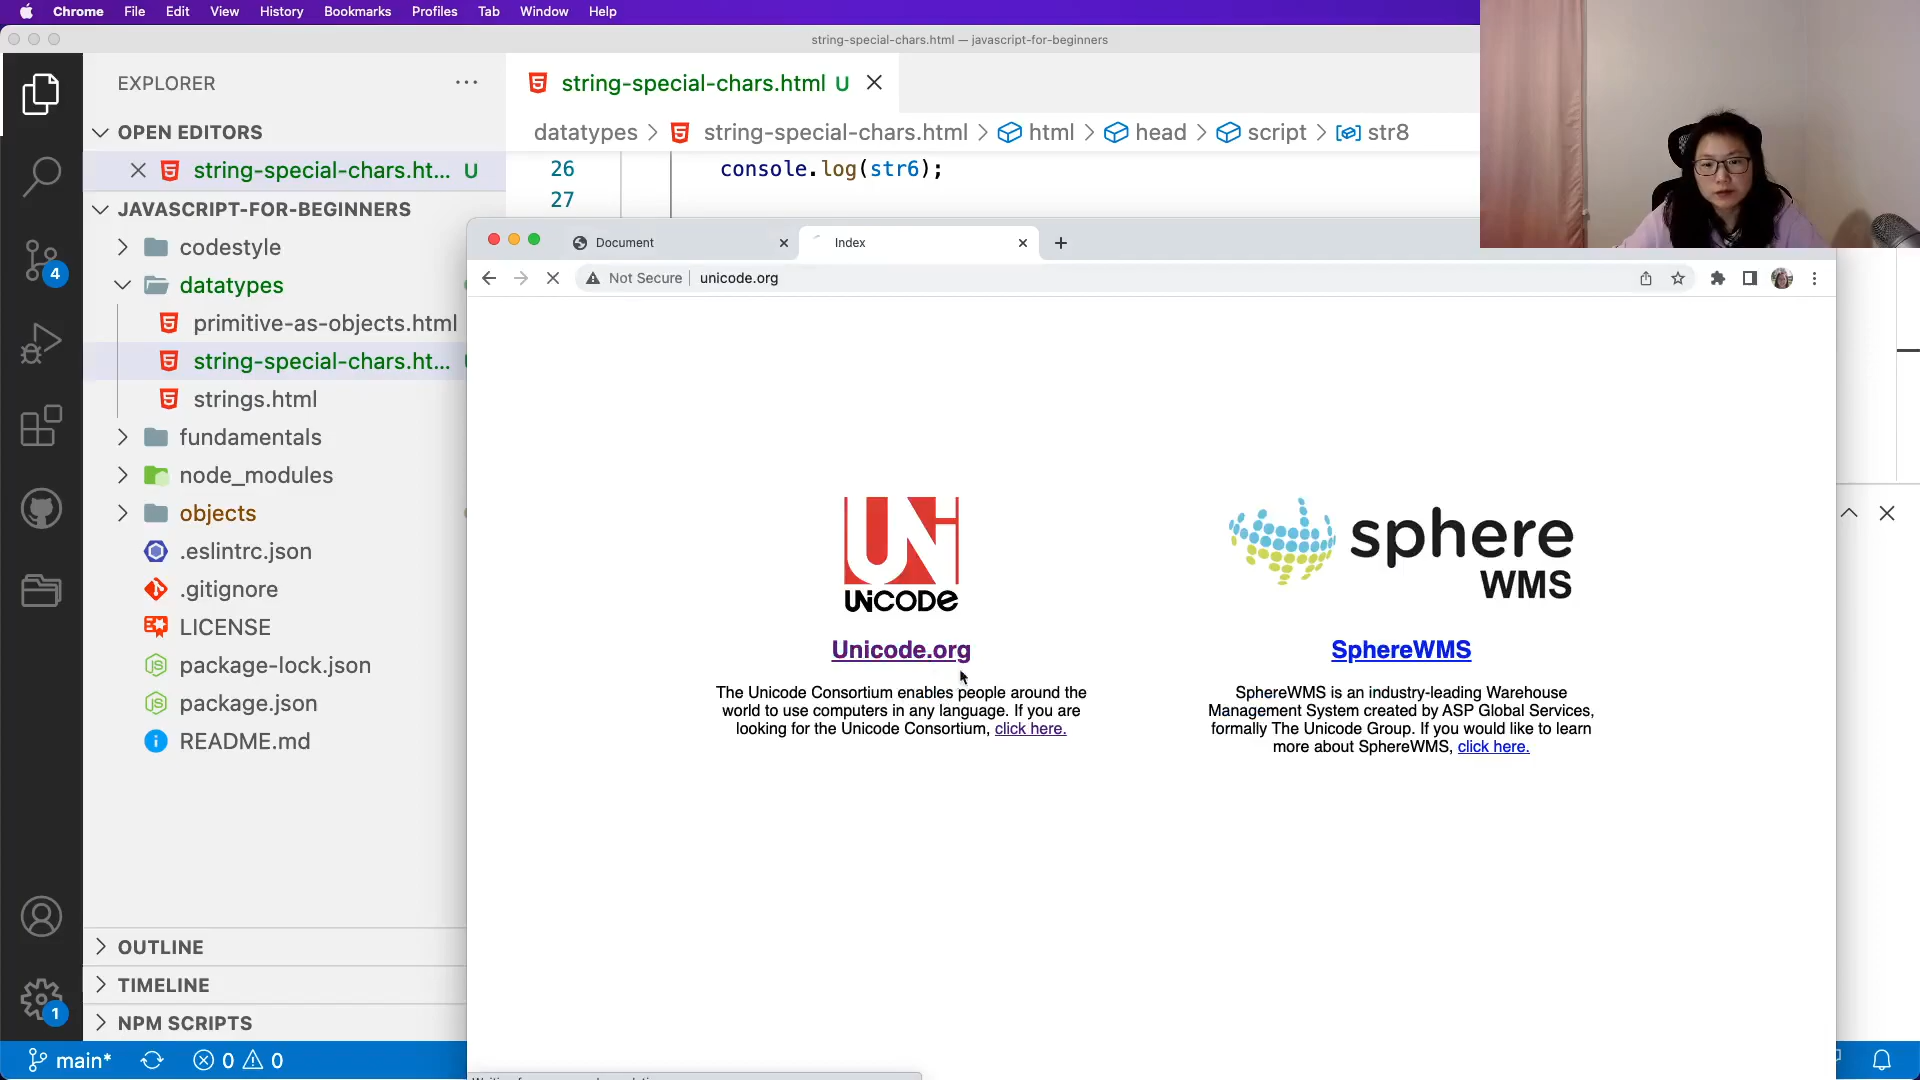 Chrome File Edit View History Bookmarks Profiles Tab Window Help
string-special-chars.html — javascript-for-beginners
EXPLORER
string-special-chars.html U
OPEN EDITORS
datatypes > string-special-chars.html > html > head > script > str8
string-special-chars.ht... U
26 console.log(str6);
27
JAVASCRIPT-FOR-BEGINNERS
codestyle
4
datatypes
primitive-as-objects.html
string-special-chars.ht...
strings.html
fundamentals
node_modules
objects
.eslintrc.json
.gitignore
LICENSE
package-lock.json
package.json
README.md
OUTLINE
TIMELINE
1
NPM SCRIPTS
main* 0 0
Document
Index
Not Secure unicode.org
UNI
UNICODE
Unicode.org
The Unicode Consortium enables people around the
world to use computers in any language. If you are
looking for the Unicode Consortium, click here.
sphere
WMS
SphereWMS
SphereWMS is an industry-leading Warehouse
Management System created by ASP Global Services,
formally The Unicode Group. If you would like to learn
more about SphereWMS, click here.